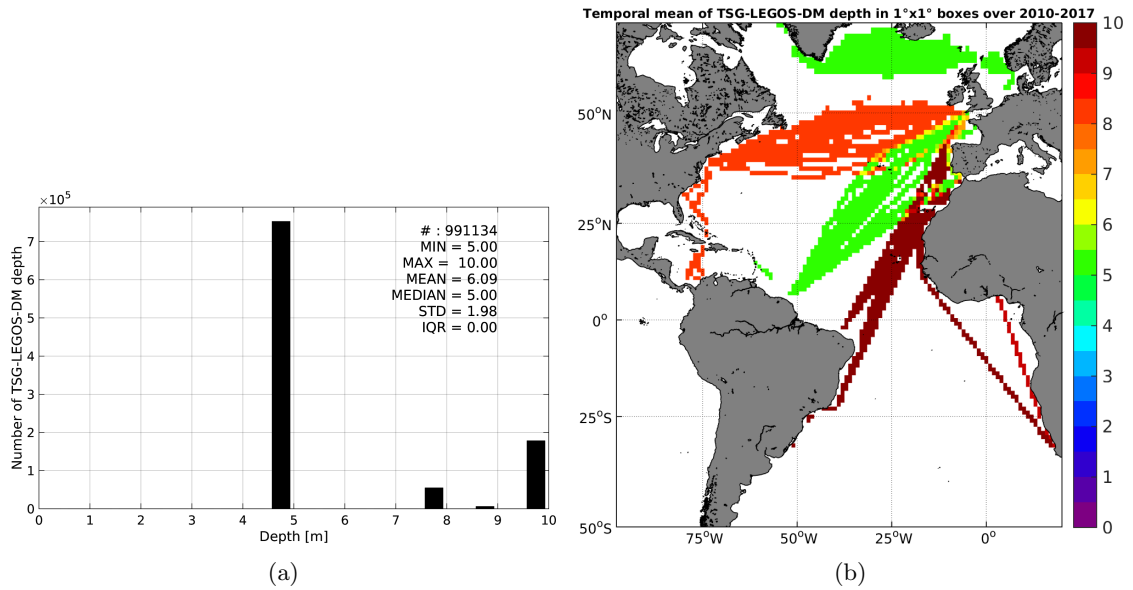 ×10⁵
Number of TSG-LEGOS-DM depth
7
6
5
4
3
2
1
0
# : 991134
MIN = 5.00
MAX = 10.00
MEAN = 6.09
MEDIAN = 5.00
STD = 1.98
IQR = 0.00
0 1 2 3 4 5 6 7 8 9 10
Depth [m]
(a)
Temporal mean of TSG-LEGOS-DM depth in 1°x1° boxes over 2010-2017
50°N
25°N
0°
25°S
50°S
75°W 50°W 25°W 0°
10
9
8
7
6
5
4
3
2
1
0
(b)